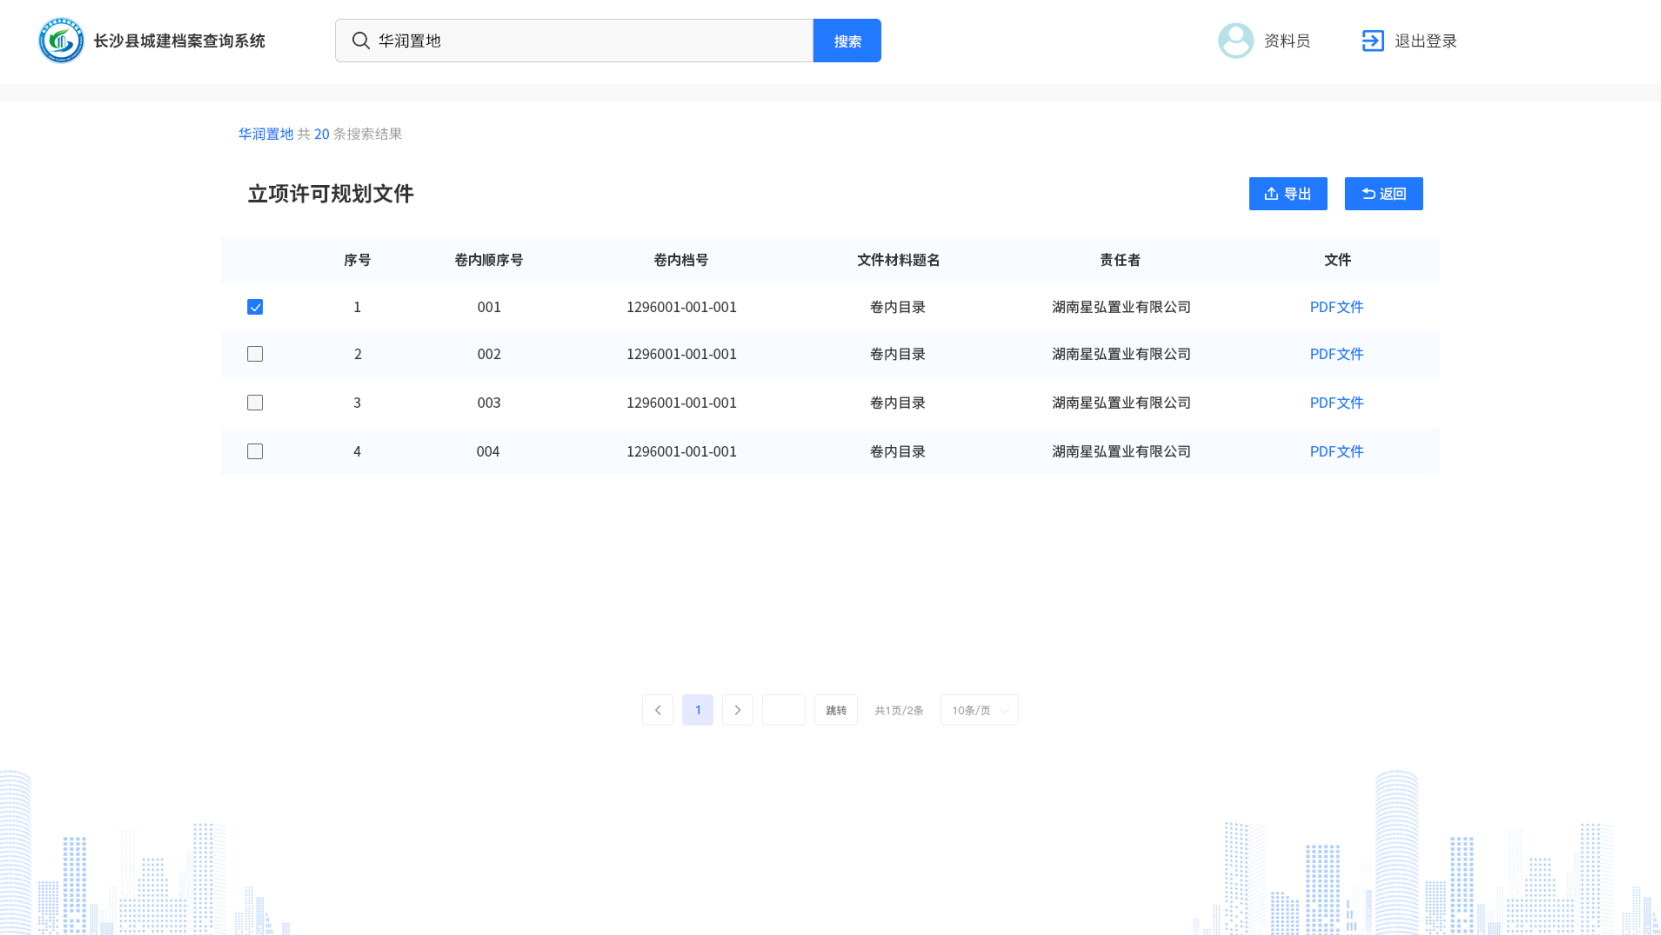 长沙县城建档案查询系统
华润置地
搜索
资料员
退出登录
华润置地 共 20 条搜索结果
立项许可规划文件
导出
返回
序号 卷内顺序号 卷内档号 文件材料题名 责任者 文件
1 001 1296001-001-001 卷内目录 湖南星弘置业有限公司 PDF文件
2 002 1296001-001-001 卷内目录 湖南星弘置业有限公司 PDF文件
3 003 1296001-001-001 卷内目录 湖南星弘置业有限公司 PDF文件
4 004 1296001-001-001 卷内目录 湖南星弘置业有限公司 PDF文件
1 跳转 共1页/2条 10条/页